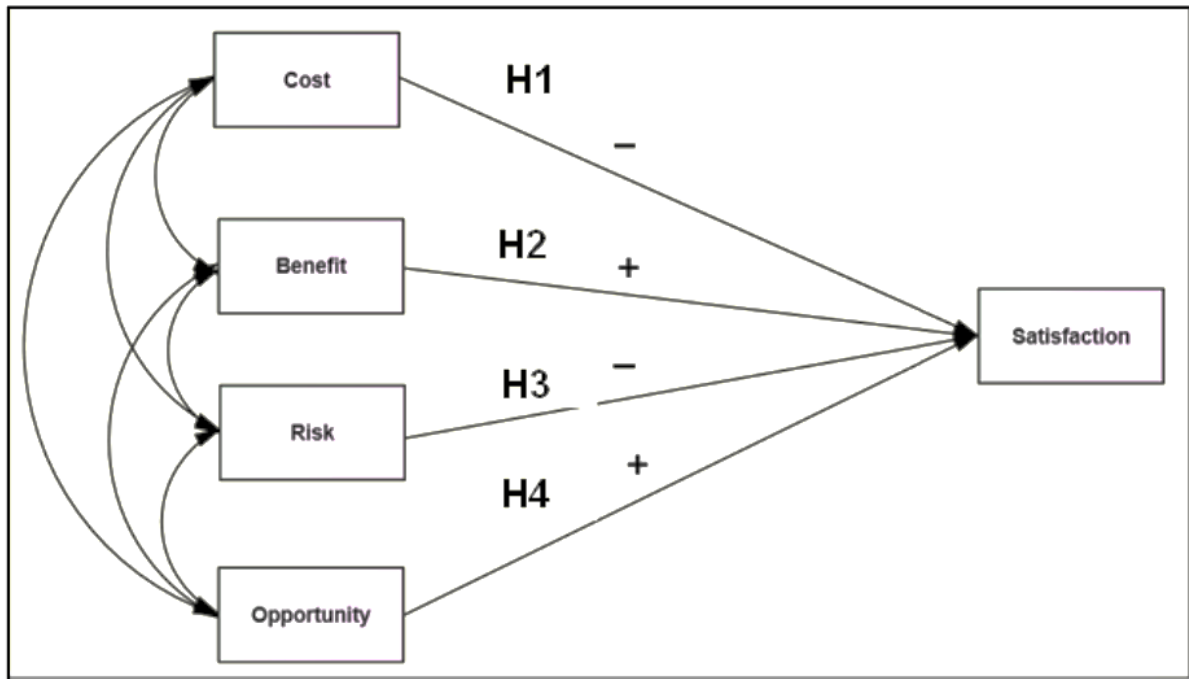 Cost
H1
−
Benefit
H2
+
Satisfaction
Risk
H3
−
Opportunity
H4
+